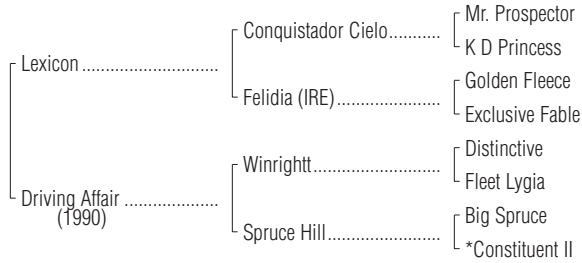 Mr. Prospector
Conquistador Cielo...........
K D Princess
Lexicon ..............................
Golden Fleece
Felidia (IRE).......................
Exclusive Fable
Distinctive
Winrightt............................
Fleet Lygia
Driving Affair .....................
(1990)
Big Spruce
Spruce Hill.........................
*Constituent II